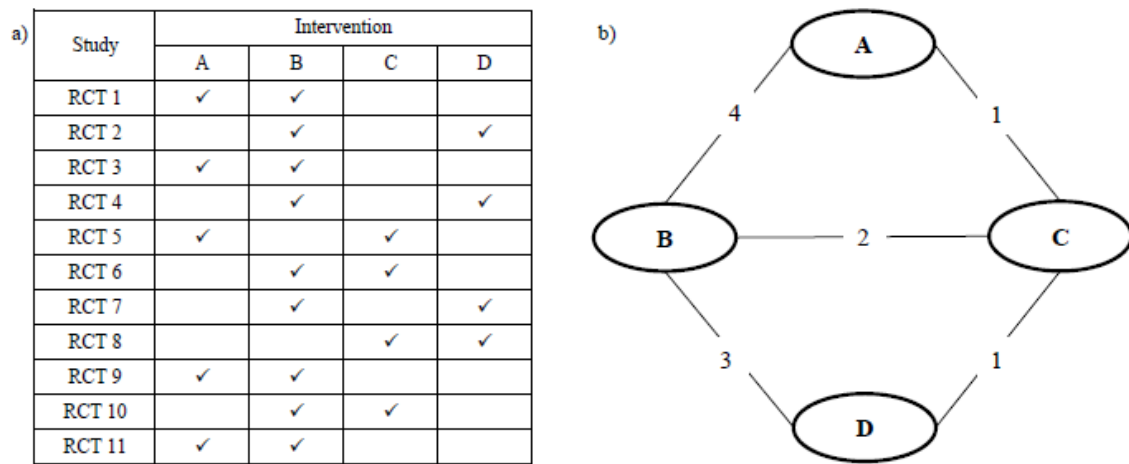 a)
Study Intervention
A B C D
RCT 1 ✓ ✓
RCT 2 ✓ ✓
RCT 3 ✓ ✓
RCT 4 ✓ ✓
RCT 5 ✓ ✓
RCT 6 ✓ ✓
RCT 7 ✓ ✓
RCT 8 ✓ ✓
RCT 9 ✓ ✓
RCT 10 ✓ ✓
RCT 11 ✓ ✓
b)
A
4 1
B 2 C
3 1
D